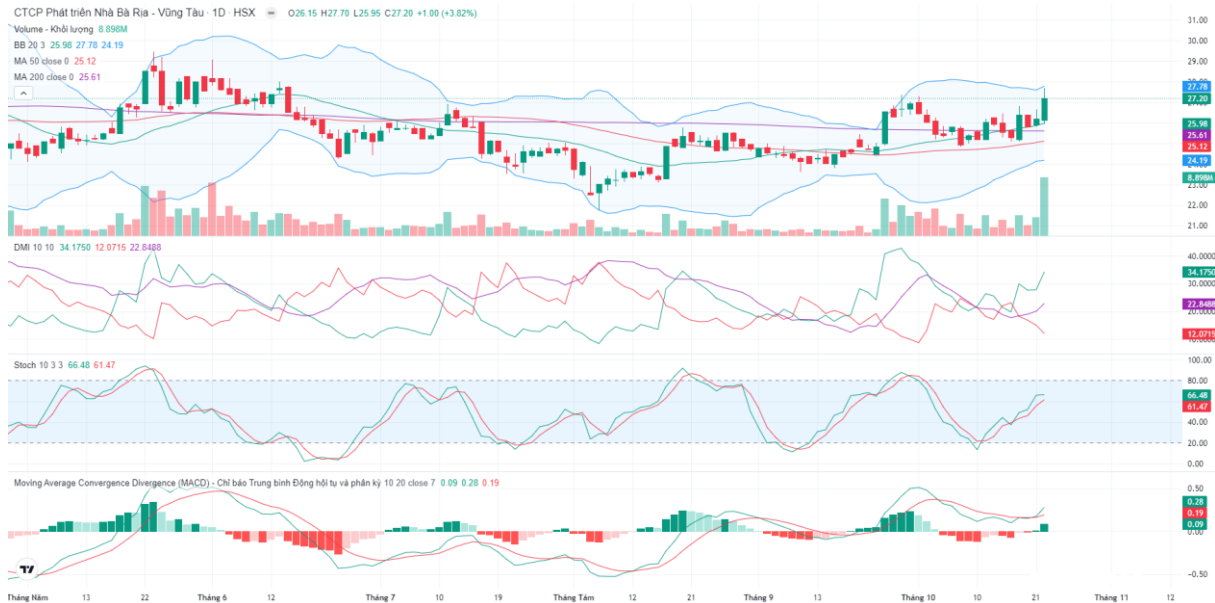 CTCP Phát triển Nhà Bà Rịa - Vũng Tàu · 1D · HSX O26.15 H27.70 L25.95 C27.20 +1.00 (+3.82%)
Volume - Khối lượng 8.898M
BB 20 3 25.98 27.78 24.19
MA 50 close 0 25.12
MA 200 close 0 25.61
31.00
30.00
29.00
27.78
27.20
25.98
25.61
25.12
24.19
8.898M
23.00
22.00
21.00
DMI 10 10 34.1750 12.0715 22.8488
40.0000
34.1750
30.0000
22.8488
12.0715
Stoch 10 3 3 66.48 61.47
100.00
80.00
66.48
61.47
40.00
20.00
0.00
Moving Average Convergence Divergence (MACD) - Chỉ báo Trung bình Động hội tụ và phân kỳ 10 20 close 7 0.09 0.28 0.19
0.50
0.28
0.19
0.09
−0.50
Tháng Năm 13 22 Tháng 6 12 Tháng 7 10 19 Tháng Tám 12 21 Tháng 9 13 Tháng 10 10 21 Tháng 11 12